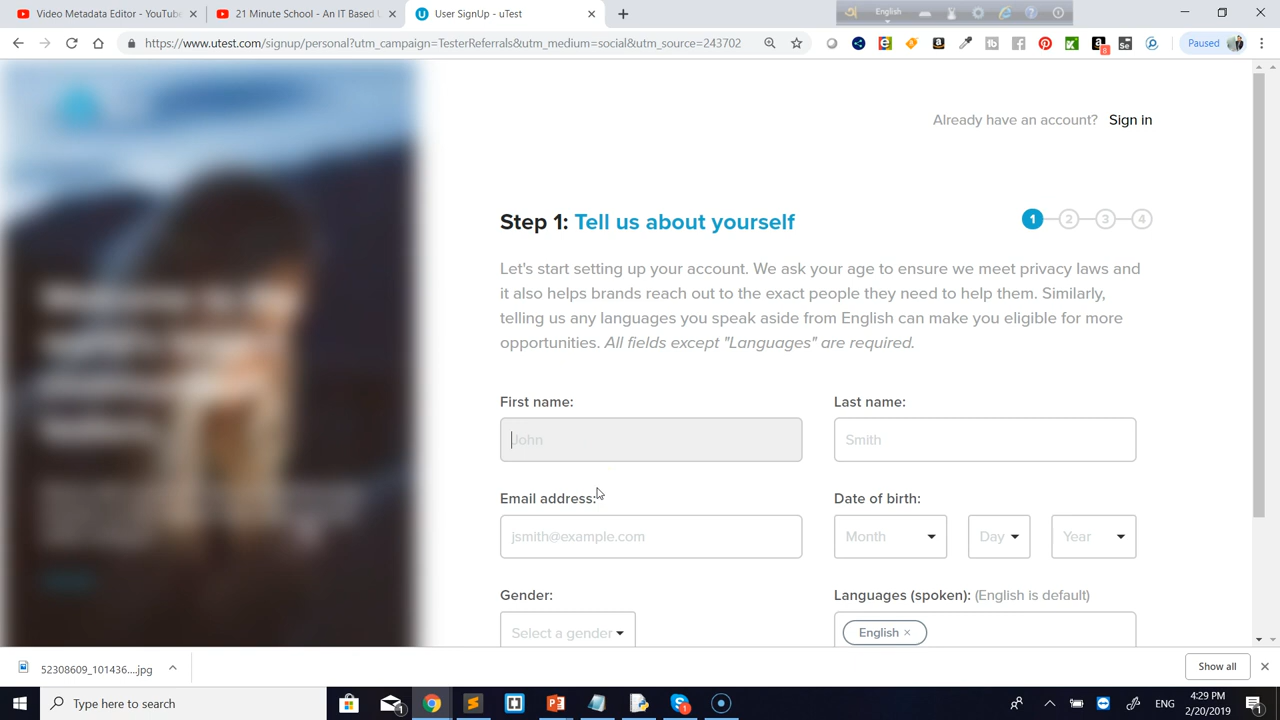 Video Metadata Editor - YouTub
21 Minute School - An IT Based
User SignUp - uTest
English
https://www.utest.com/signup/personal?utm_campaign=TesterReferrals&utm_medium=social&utm_source=243702
Paused
Already have an account? Sign in
Step 1: Tell us about yourself
1 2 3 4
Let's start setting up your account. We ask your age to ensure we meet privacy laws and
it also helps brands reach out to the exact people they need to help them. Similarly,
telling us any languages you speak aside from English can make you eligible for more
opportunities. All fields except "Languages" are required.
First name: Last name:
John Smith
Email address: Date of birth:
jsmith@example.com Month Day Year
Gender: Languages (spoken): (English is default)
Select a gender English ×
52308609_101436....jpg
Show all
Type here to search
ENG
4:29 PM
2/20/2019